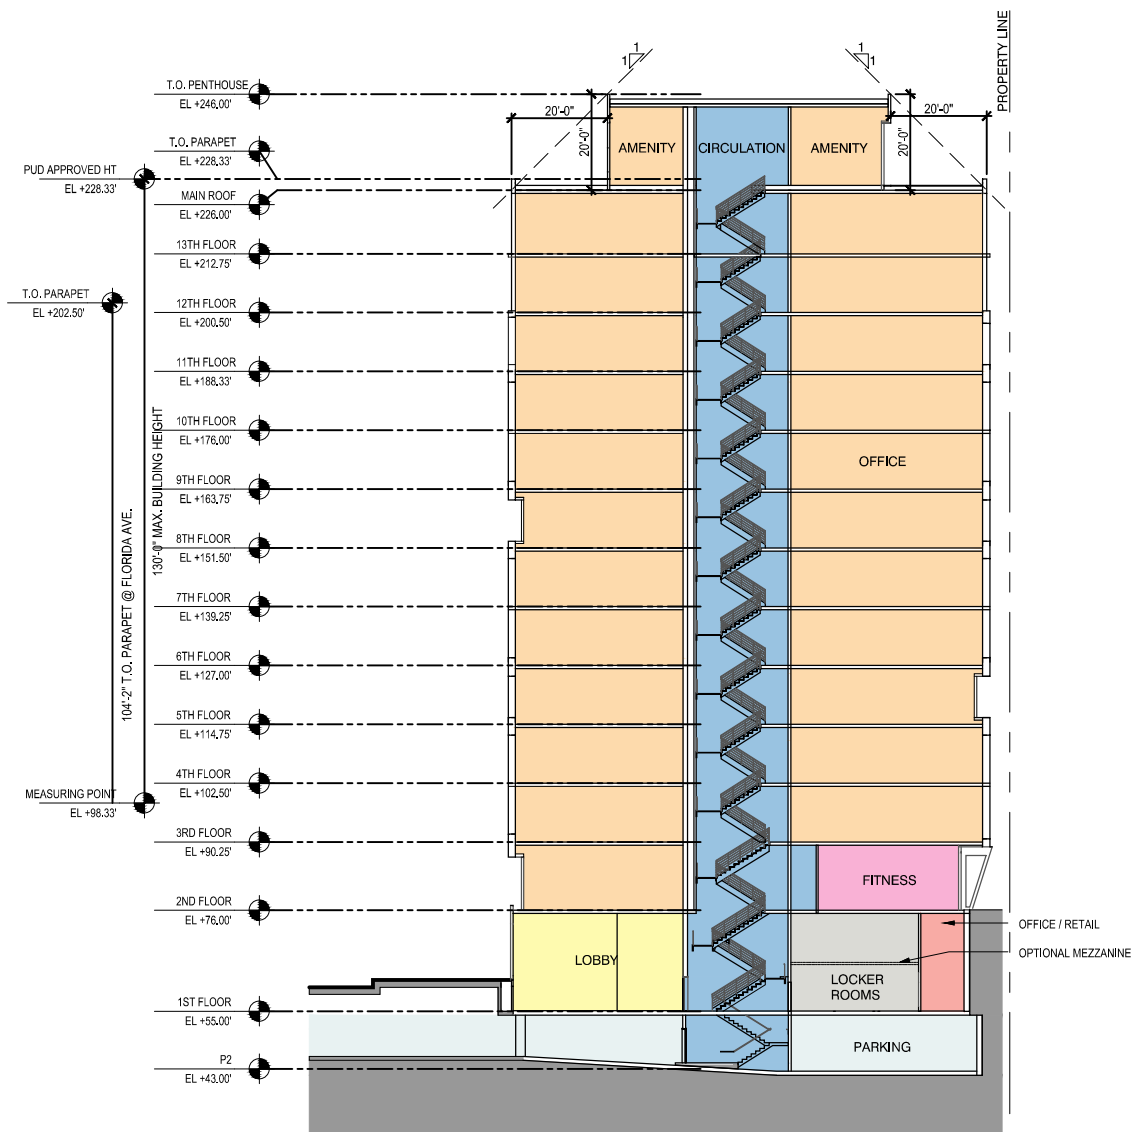 PROPERTY LINE
1
1
1
1
T.O. PENTHOUSE
EL +246.00'
20'-0"
20'-0"
20'-0"
20'-0"
T.O. PARAPET
EL +228.33'
AMENITY
CIRCULATION
AMENITY
PUD APPROVED HT
EL +228.33'
MAIN ROOF
EL +226.00'
13TH FLOOR
EL +212.75'
T.O. PARAPET
EL +202.50'
12TH FLOOR
EL +200.50'
11TH FLOOR
EL +188.33'
10TH FLOOR
EL +176.00'
OFFICE
9TH FLOOR
EL +163.75'
130'-0" MAX. BUILDING HEIGHT
104'-2" T.O. PARAPET @ FLORIDA AVE.
8TH FLOOR
EL +151.50'
7TH FLOOR
EL +139.25'
6TH FLOOR
EL +127.00'
5TH FLOOR
EL +114.75'
4TH FLOOR
EL +102.50'
MEASURING POINT
EL +98.33'
3RD FLOOR
EL +90.25'
FITNESS
2ND FLOOR
EL +76.00'
OFFICE / RETAIL
OPTIONAL MEZZANINE
LOBBY
LOCKER
ROOMS
1ST FLOOR
EL +55.00'
PARKING
P2
EL +43.00'